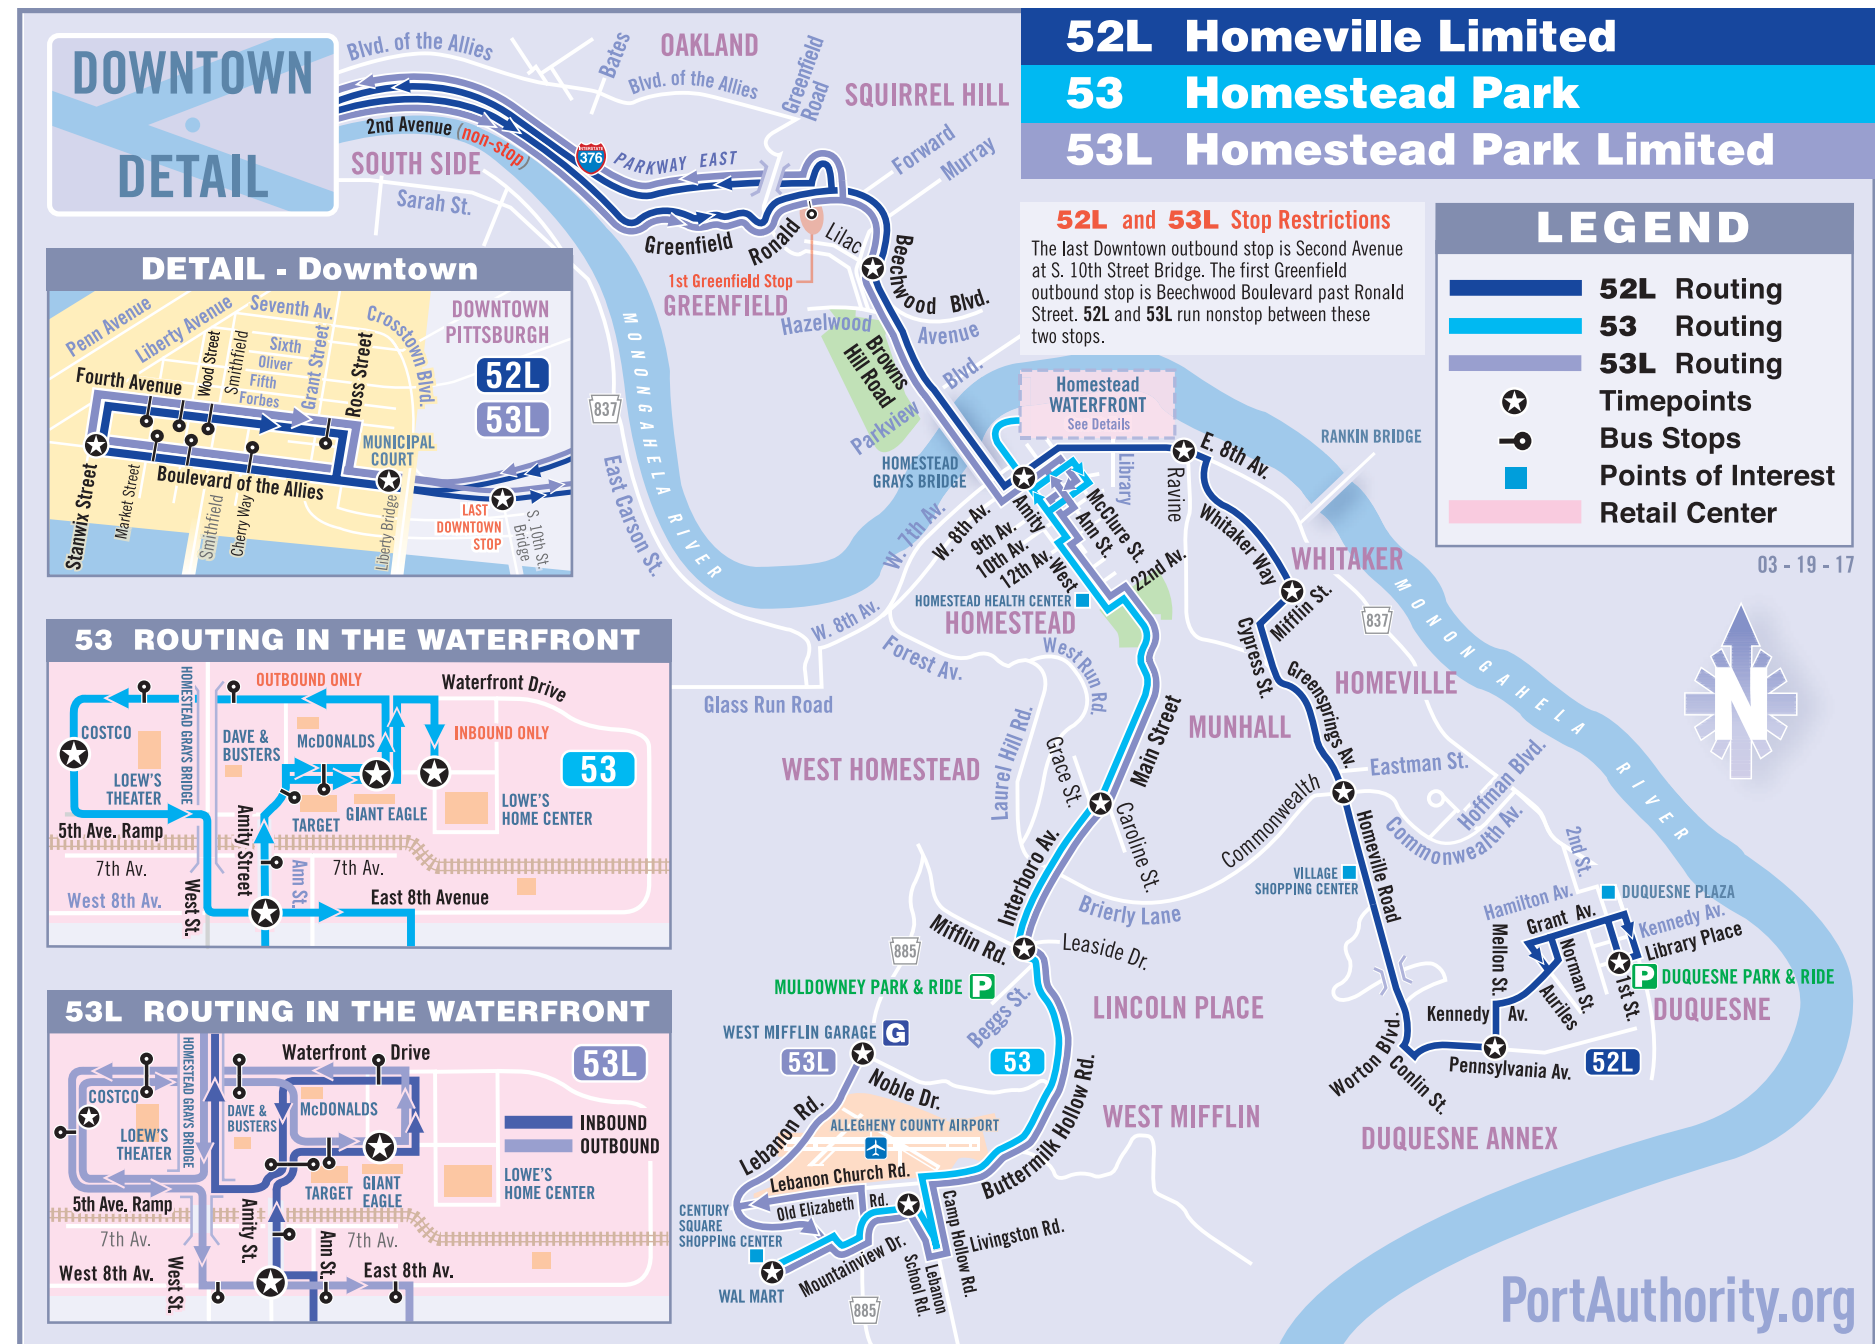 52L Homeville Limited
53 Homestead Park
53L Homestead Park Limited
DOWNTOWN
DETAIL
Blvd. of the Allies
Bates
OAKLAND
Blvd. of the Allies
Greenfield
Road
SQUIRREL HILL
2nd Avenue (non-stop)
SOUTH SIDE
Sarah St.
INTERSTATE
376
PARKWAY EAST
Forward
Murray
Greenfield
Ronald
Lilac
1st Greenfield Stop
GREENFIELD
Beechwood Blvd.
Hazelwood
Avenue
Browns
Hill Road
Blvd.
Parkview
MONONGAHELA RIVER
837
East Carson St.
52L and 53L Stop Restrictions
The last Downtown outbound stop is Second Avenue
at S. 10th Street Bridge. The first Greenfield
outbound stop is Beechwood Boulevard past Ronald
Street. 52L and 53L run nonstop between these
two stops.
LEGEND
52L Routing
53 Routing
53L Routing
Timepoints
Bus Stops
Points of Interest
Retail Center
03 - 19 - 17
N
DETAIL - Downtown
Penn Avenue
Liberty Avenue
Seventh Av.
Sixth
Oliver
Fifth
Forbes
Wood Street
Smithfield
Grant Street
Ross Street
Crosstown Blvd.
DOWNTOWN
PITTSBURGH
52L
53L
Fourth Avenue
MUNICIPAL
COURT
Boulevard of the Allies
Stanwix Street
Market Street
Smithfield
Cherry Way
Liberty Bridge
LAST
DOWNTOWN
STOP
S. 10th St.
Bridge
Homestead
WATERFRONT
See Details
RANKIN BRIDGE
HOMESTEAD
GRAYS BRIDGE
Library
E. 8th Av.
Ravine
W. 7th Av.
W. 8th Av.
9th Av.
10th Av.
12th Av.
Amity
West
McClure St.
Ann St.
22nd Av.
Whitaker Way
WHITAKER
Mifflin St.
MONONGAHELA RIVER
837
HOMESTEAD HEALTH CENTER
HOMESTEAD
W. 8th Av.
Forest Av.
West Run Rd.
Cypress St.
Greensprings Av.
HOMEVILLE
Glass Run Road
Laurel Hill Rd.
Grace St.
Main Street
MUNHALL
WEST HOMESTEAD
Eastman St.
Hoffman Blvd.
Commonwealth
Commonwealth Av.
Caroline St.
Interboro Av.
Homeville Road
VILLAGE
SHOPPING CENTER
2nd St.
DUQUESNE PLAZA
Hamilton Av.
Grant Av.
Kennedy Av.
Library Place
Brierly Lane
Mifflin Rd.
Leaside Dr.
885
MULDOWNEY PARK & RIDE P
Mellon St.
Norman St.
Auriles
1st St.
P DUQUESNE PARK & RIDE
DUQUESNE
LINCOLN PLACE
Beggs St.
Kennedy Av.
WEST MIFFLIN GARAGE G
53L
53
Noble Dr.
Worton Blvd.
Conlin St.
Pennsylvania Av.
52L
Lebanon Rd.
ALLEGHENY COUNTY AIRPORT
WEST MIFFLIN
DUQUESNE ANNEX
Buttermilk Hollow Rd.
Lebanon Church Rd.
Old Elizabeth Rd.
CENTURY
SQUARE
SHOPPING CENTER
Camp Hollow Rd.
Livingston Rd.
Mountainview Dr.
Lebanon
School Rd.
WAL MART
885
PortAuthority.org
53 ROUTING IN THE WATERFRONT
HOMESTEAD GRAYS BRIDGE
OUTBOUND ONLY
Waterfront Drive
COSTCO
DAVE &
BUSTERS
McDONALDS
INBOUND ONLY
53
LOEW'S
THEATER
TARGET
GIANT EAGLE
LOWE'S
HOME CENTER
5th Ave. Ramp
Amity Street
7th Av.
Ann St.
7th Av.
West 8th Av.
West St.
East 8th Avenue
53L ROUTING IN THE WATERFRONT
HOMESTEAD GRAYS BRIDGE
Waterfront Drive
53L
COSTCO
DAVE &
BUSTERS
McDONALDS
INBOUND
OUTBOUND
LOEW'S
THEATER
TARGET
GIANT
EAGLE
LOWE'S
HOME CENTER
5th Ave. Ramp
Amity St.
7th Av.
Ann St.
7th Av.
West 8th Av.
West St.
East 8th Av.